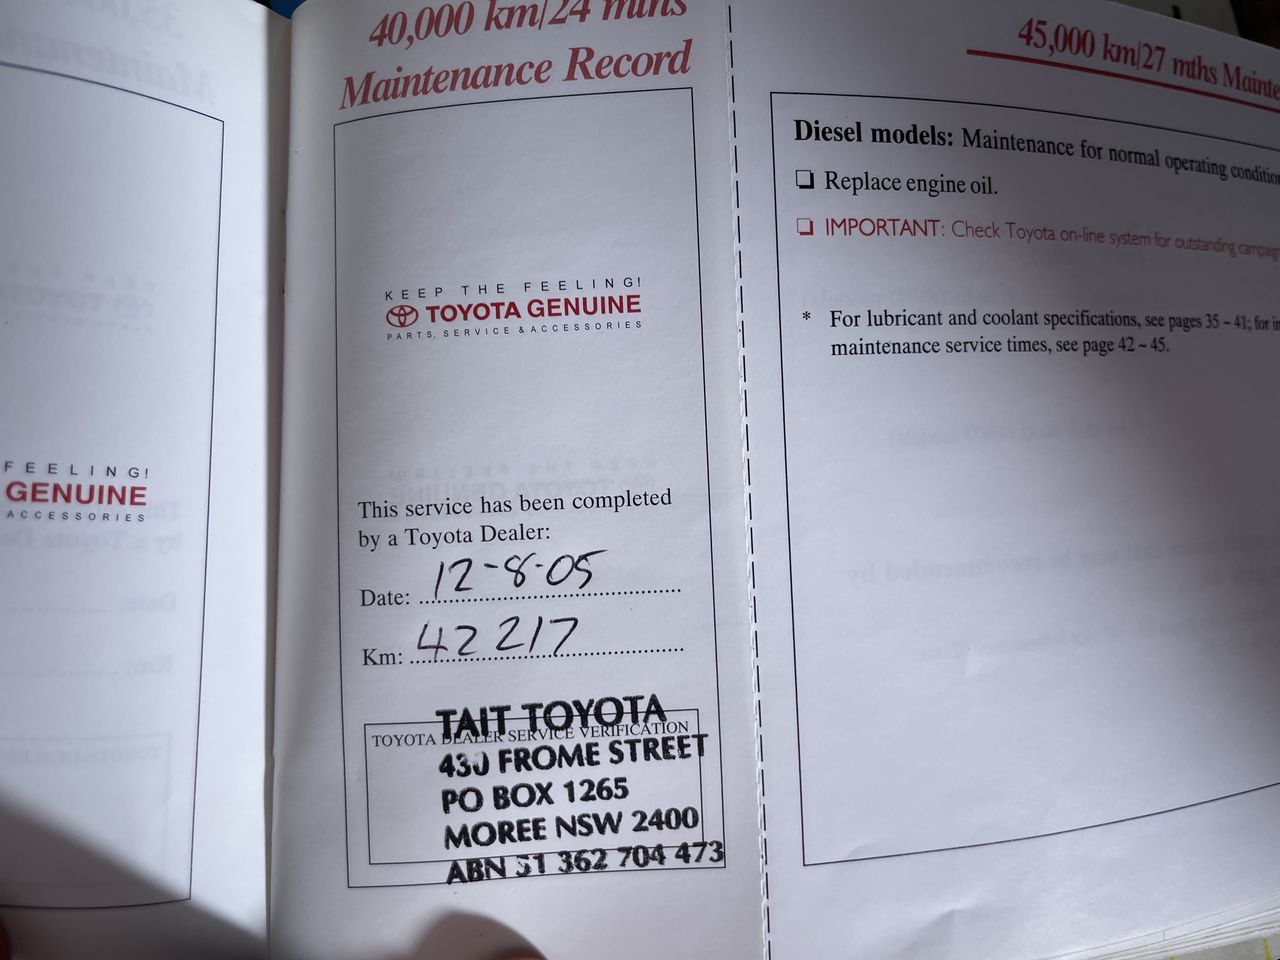 FEELING!
GENUINE
ACCESSORIES
40,000 km/24 mths
Maintenance Record
KEEP THE FEELING!
TOYOTA GENUINE
PARTS, SERVICE & ACCESSORIES
This service has been completed
by a Toyota Dealer:
Date: 12-8-05
Km: 42217
TAIT TOYOTA
TOYOTA DEALER SERVICE VERIFICATION
430 FROME STREET
PO BOX 1265
MOREE NSW 2400
ABN 51 362 704 473
45,000 km/27 mths Mainte
Diesel models: Maintenance for normal operating condition
❏ Replace engine oil.
❏ IMPORTANT: Check Toyota on-line system for outstanding campaign
* For lubricant and coolant specifications, see pages 35 ~ 41; for in
maintenance service times, see page 42 ~ 45.